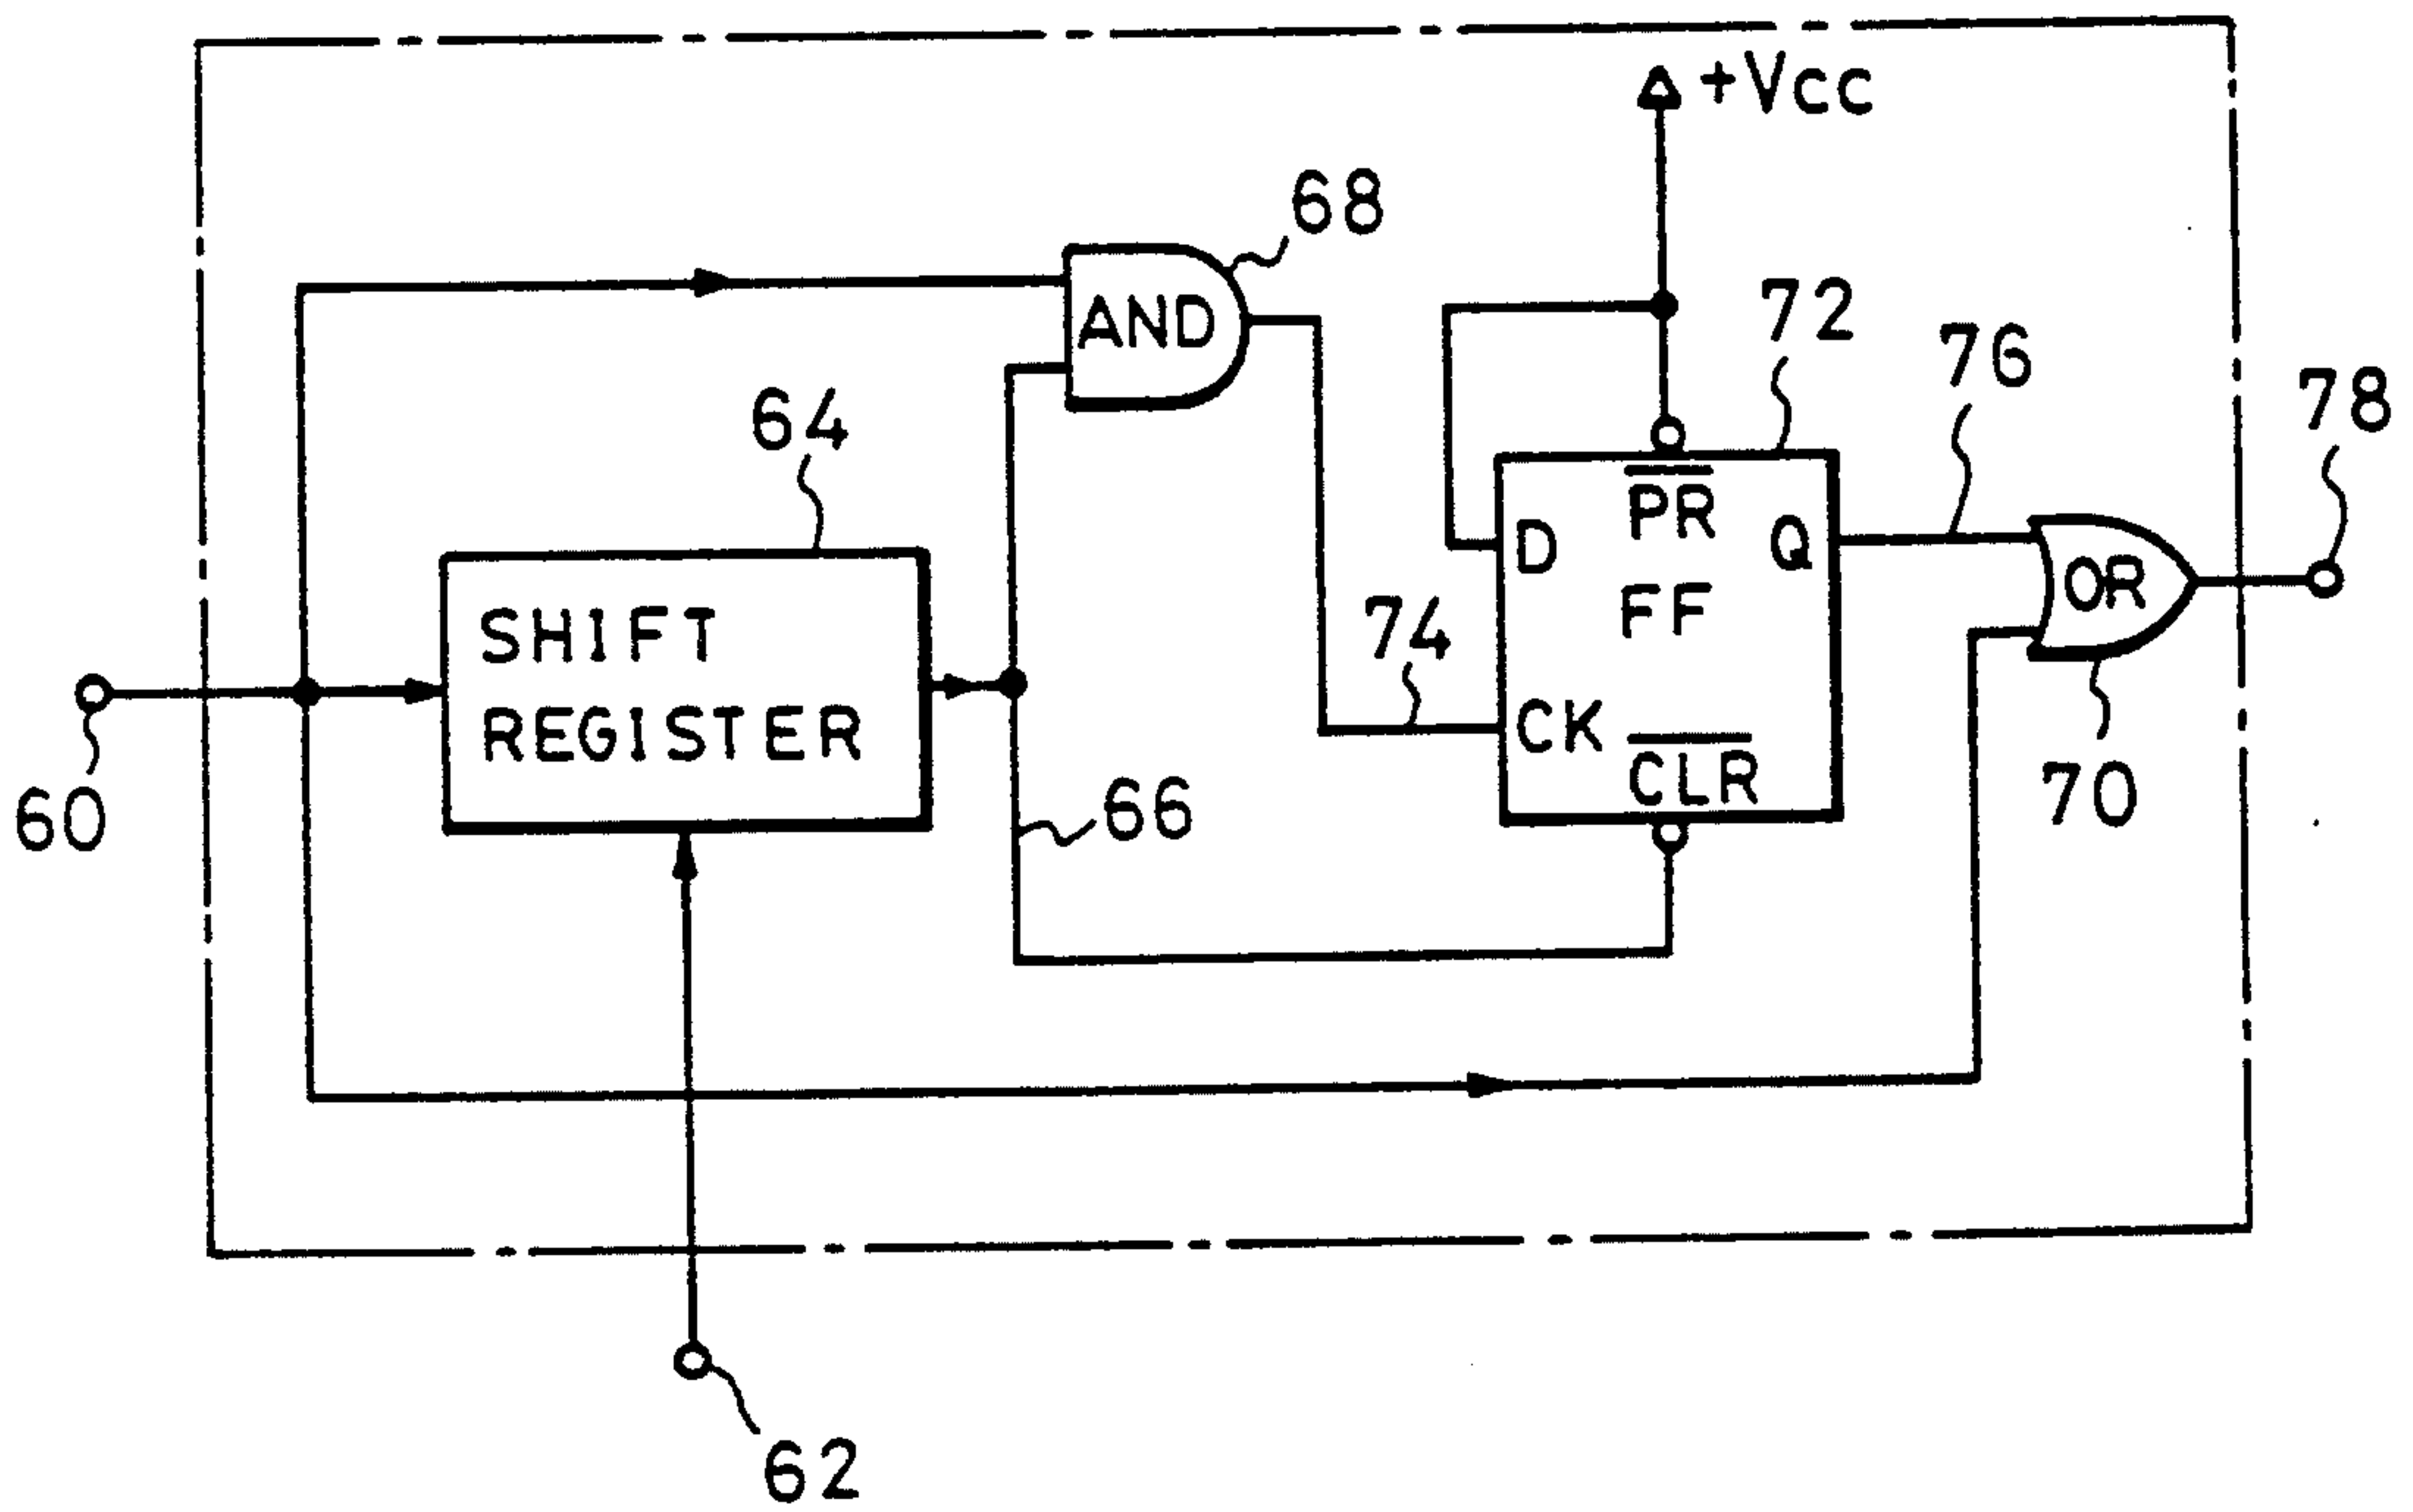 +Vcc
68
AND
72
76
78
64
PR
D
Q
FF
OR
SHIFT
REGISTER
74
CK
CLR
70
66
60
62